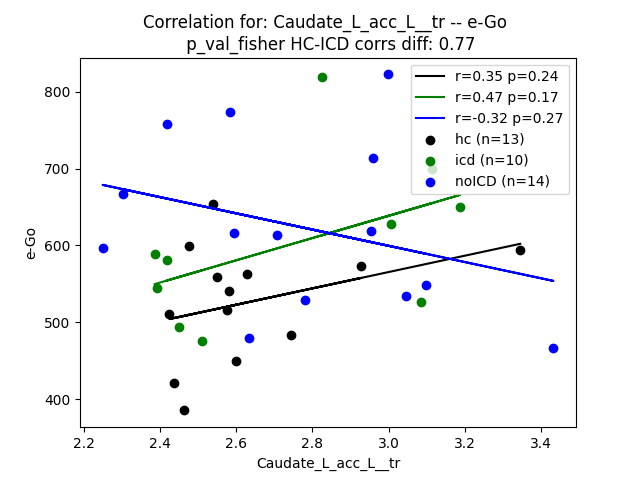 Correlation for: Caudate_L_acc_L__tr -- e-Go
p_val_fisher HC-ICD corrs diff: 0.77
r=0.35 p=0.24
r=0.47 p=0.17
r=-0.32 p=0.27
hc (n=13)
icd (n=10)
noICD (n=14)
800
700
600
500
400
e-Go
2.2
2.4
2.6
2.8
3.0
3.2
3.4
Caudate_L_acc_L__tr